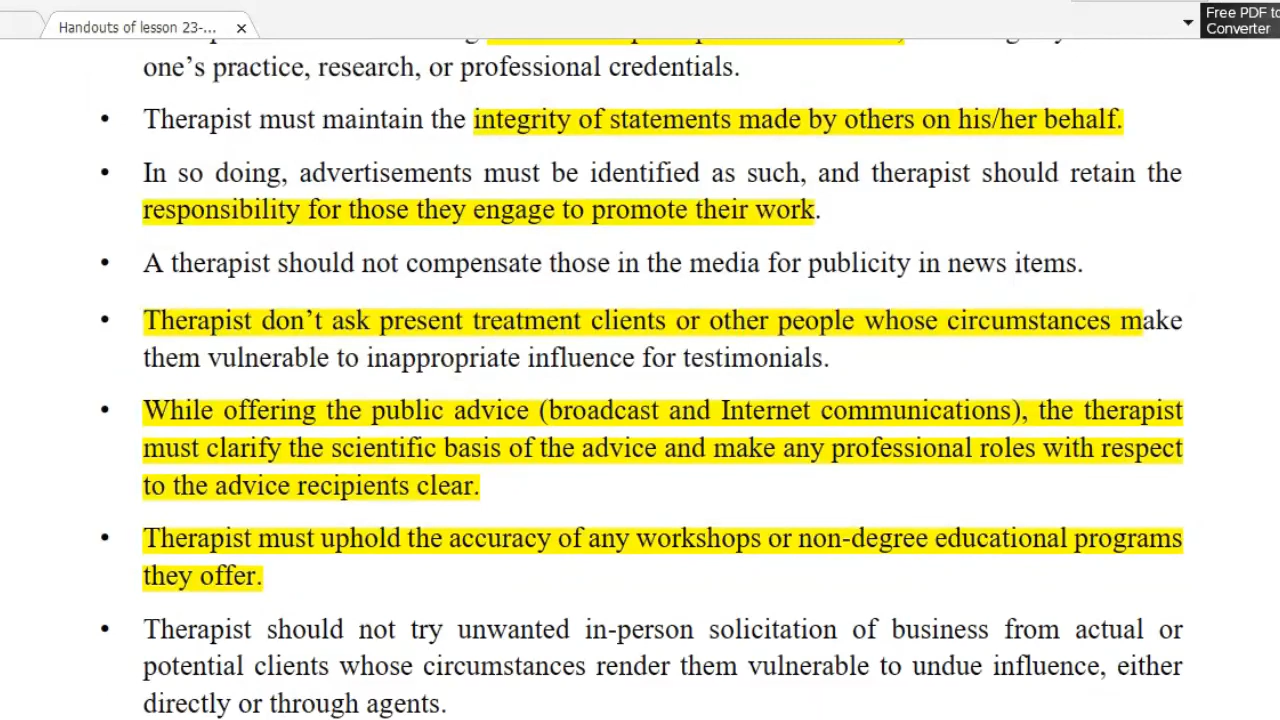 Handouts of lesson 23-... ×
Free PDF to
Converter
one’s practice, research, or professional credentials.
• Therapist must maintain the integrity of statements made by others on his/her behalf.
• In so doing, advertisements must be identified as such, and therapist should retain the
responsibility for those they engage to promote their work.
• A therapist should not compensate those in the media for publicity in news items.
• Therapist don’t ask present treatment clients or other people whose circumstances make
them vulnerable to inappropriate influence for testimonials.
• While offering the public advice (broadcast and Internet communications), the therapist
must clarify the scientific basis of the advice and make any professional roles with respect
to the advice recipients clear.
• Therapist must uphold the accuracy of any workshops or non-degree educational programs
they offer.
• Therapist should not try unwanted in-person solicitation of business from actual or
potential clients whose circumstances render them vulnerable to undue influence, either
directly or through agents.